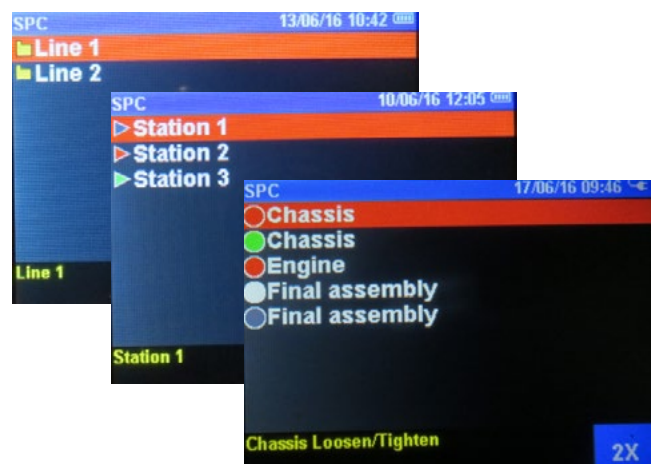 SPC 13/06/16 10:42
Line 1
Line 2
Line 1
SPC 10/06/16 12:05
Station 1
Station 2
Station 3
Station 1
SPC 17/06/16 09:46
Chassis
Chassis
Engine
Final assembly
Final assembly
Chassis Loosen/Tighten
2X